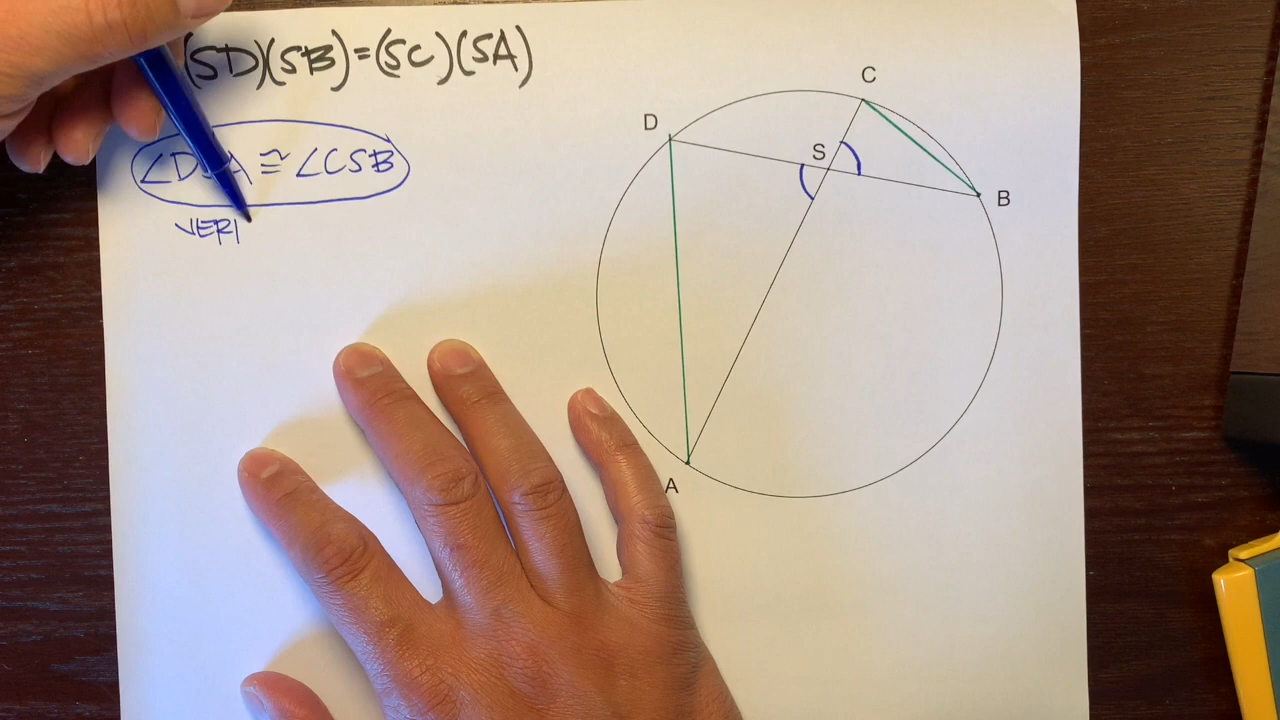 (SD)(SB)=(SC)(SA)
≅ ∠CSB
VERI
C
D
S
B
A